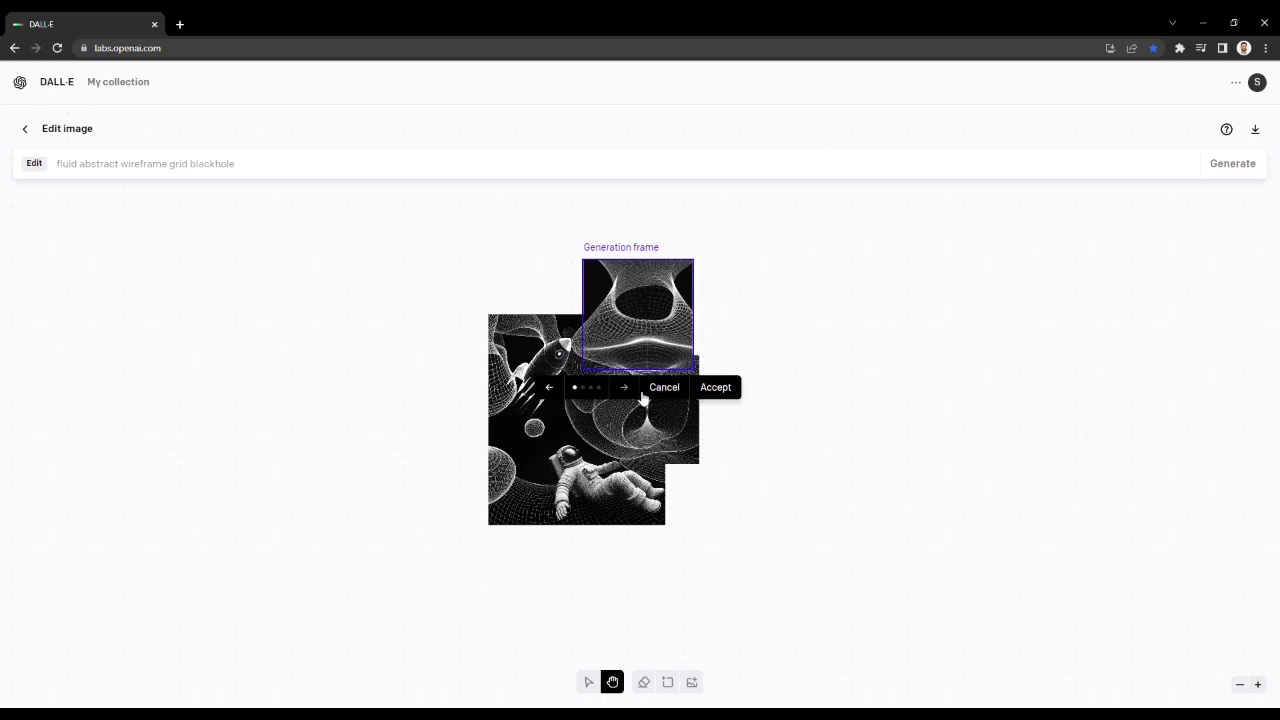 DALL·E
labs.openai.com
DALL·E My collection S
Edit image
Edit fluid abstract wireframe grid blackhole Generate
Generation frame
Cancel Accept